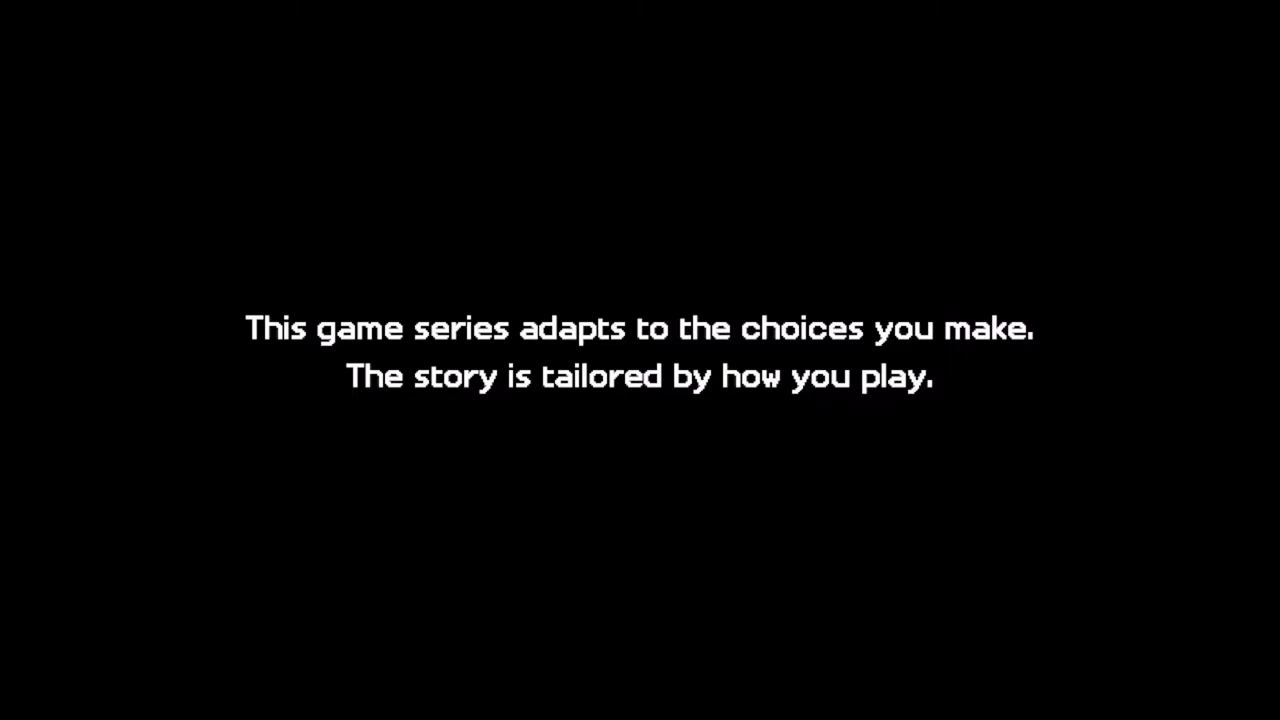 This game series adapts to the choices you make.
The story is tailored by how you play.